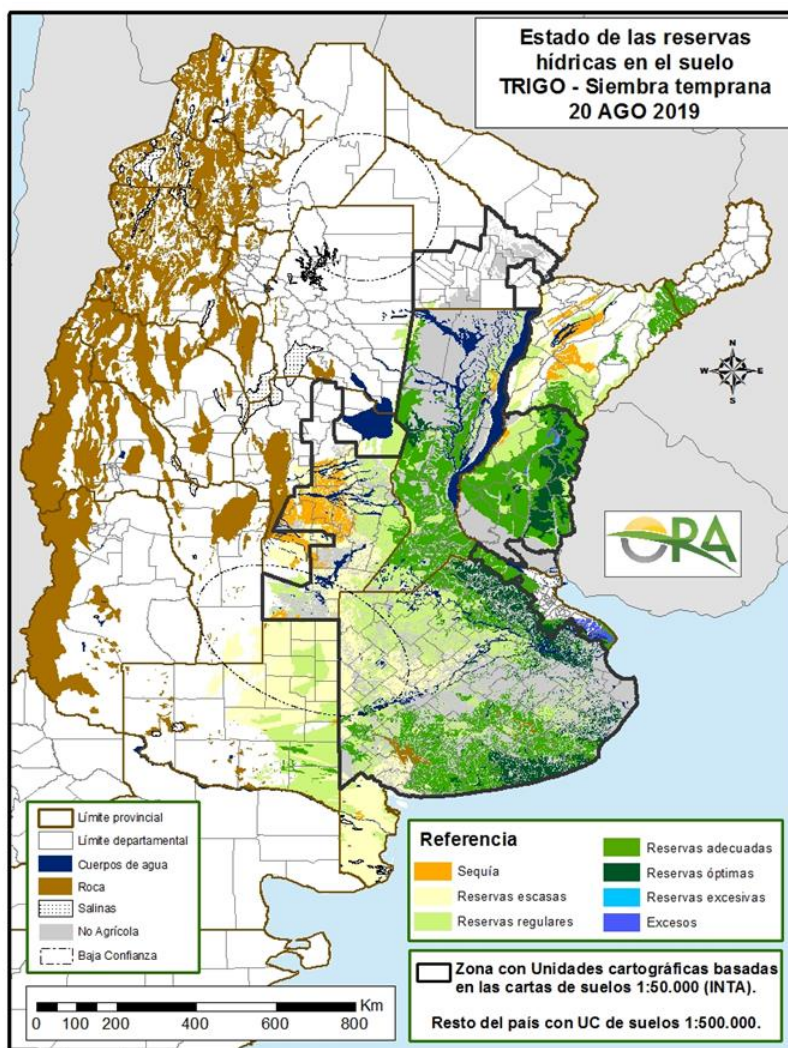 Estado de las reservas
hídricas en el suelo
TRIGO - Siembra temprana
20 AGO 2019
N
W
E
S
ORA
Límite provincial
Límite departamental
Cuerpos de agua
Roca
Salinas
No Agrícola
Baja Confianza
Referencia
Sequía
Reservas escasas
Reservas regulares
Reservas adecuadas
Reservas óptimas
Reservas excesivas
Excesos
Zona con Unidades cartográficas basadas
en las cartas de suelos 1:50.000 (INTA).
Resto del país con UC de suelos 1:500.000.
Km
0 100 200 400 600 800